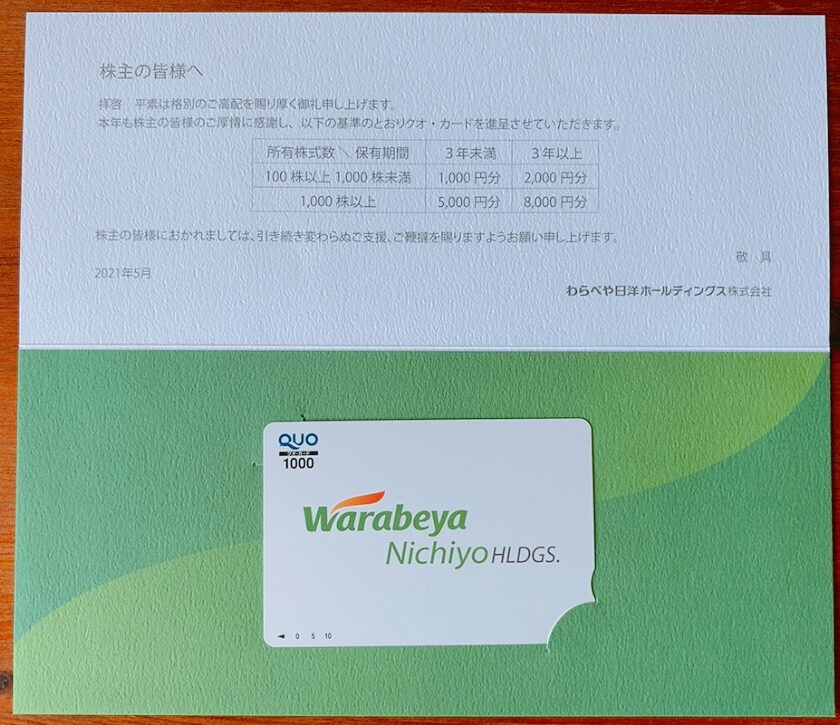 株主の皆様へ
拝啓　平素は格別のご高配を賜り厚く御礼申し上げます。
本年も株主の皆様のご厚情に感謝し、以下の基準のとおりクオ・カードを進呈させていただきます。
所有株式数＼保有期間　3年未満　3年以上
100株以上1,000株未満　1,000円分　2,000円分
1,000株以上　5,000円分　8,000円分
株主の皆様におかれましては、引き続き変わらぬご支援、ご鞭撻を賜りますようお願い申し上げます。
敬　具
2021年5月
わらべや日洋ホールディングス株式会社
QUO
クオ・カード
1000
Warabeya
Nichiyo HLDGS.
◀ 0 5 10